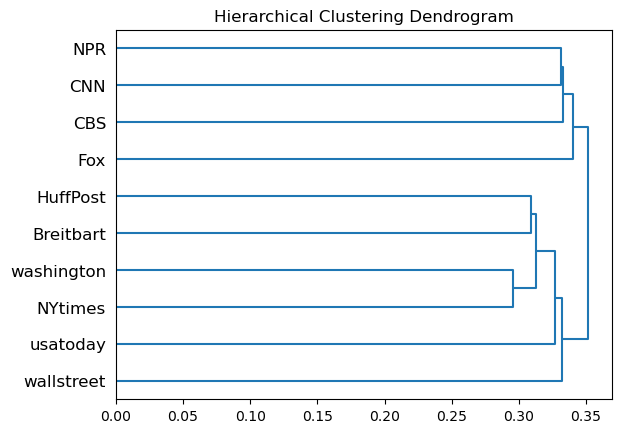 Hierarchical Clustering Dendrogram
NPR
CNN
CBS
Fox
HuffPost
Breitbart
washington
NYtimes
usatoday
wallstreet
0.00 0.05 0.10 0.15 0.20 0.25 0.30 0.35